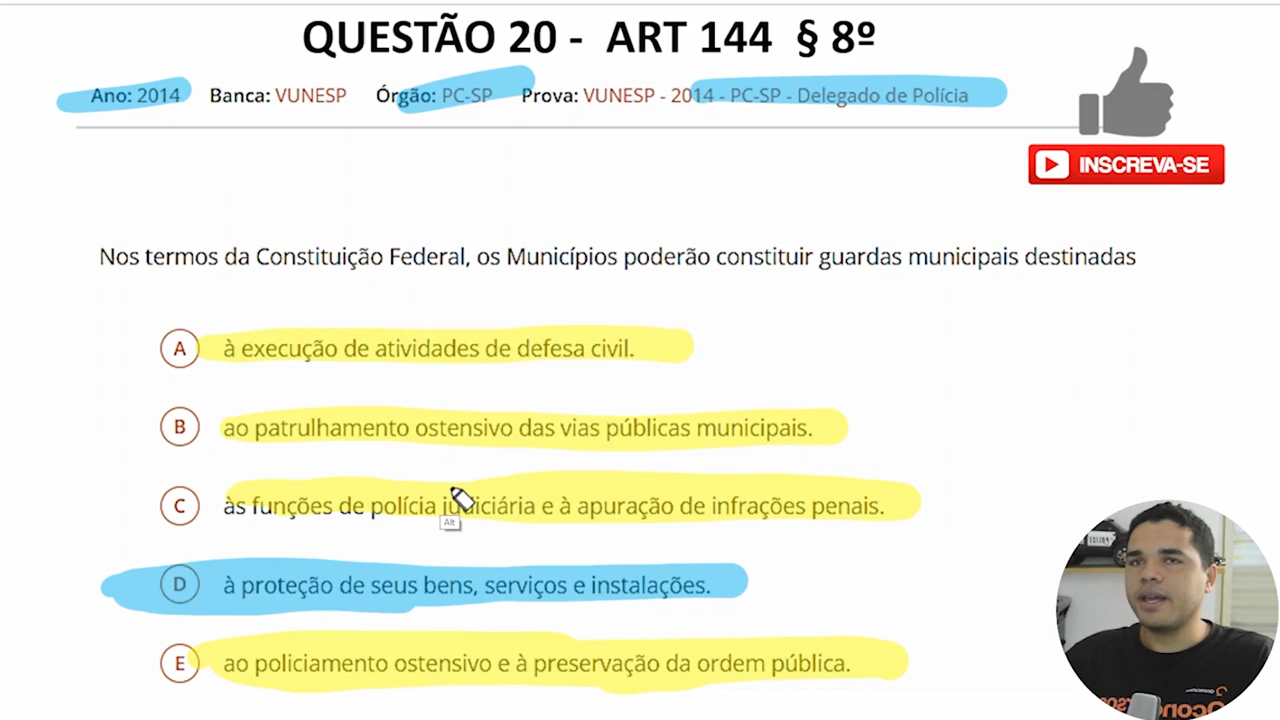 QUESTÃO 20 - ART 144 § 8º
Ano: 2014 Banca: VUNESP Órgão: PC-SP Prova: VUNESP - 2014 - PC-SP - Delegado de Polícia
INSCREVA-SE
Nos termos da Constituição Federal, os Municípios poderão constituir guardas municipais destinadas
A à execução de atividades de defesa civil.
B ao patrulhamento ostensivo das vias públicas municipais.
C às funções de polícia judiciária e à apuração de infrações penais.
Alt
D à proteção de seus bens, serviços e instalações.
E ao policiamento ostensivo e à preservação da ordem pública.